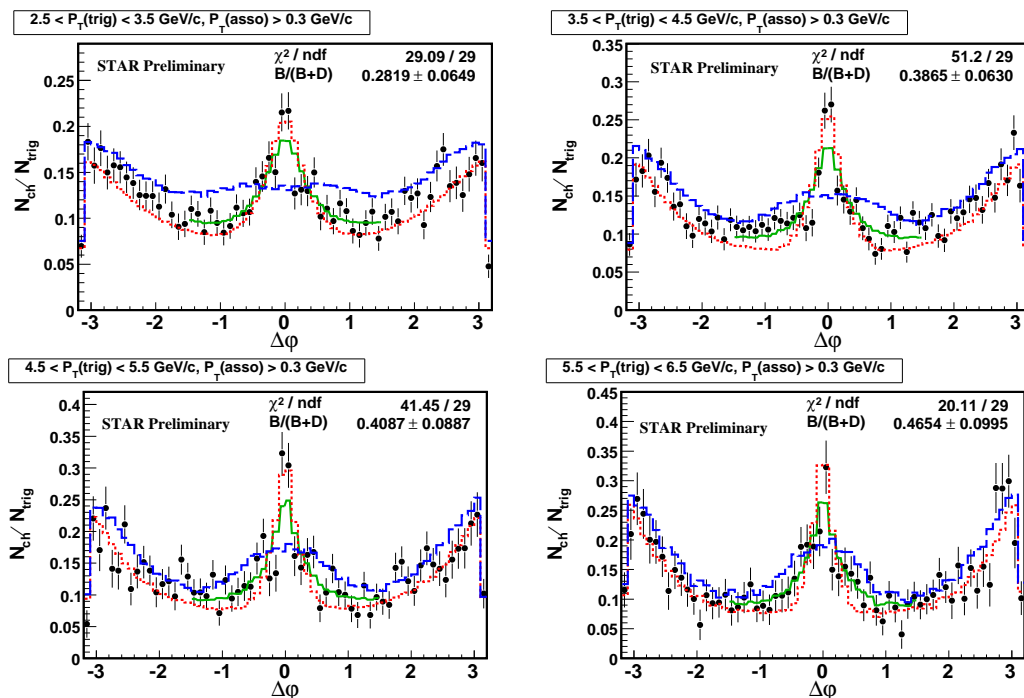 2.5 < P_T(trig) < 3.5 GeV/c, P_T(asso) > 0.3 GeV/c
STAR Preliminary
χ² / ndf 29.09 / 29
B/(B+D) 0.2819 ± 0.0649
N_ch / N_trig
0.25
0.2
0.15
0.1
0.05
0
-3 -2 -1 0 1 2 3
Δφ
3.5 < P_T(trig) < 4.5 GeV/c, P_T(asso) > 0.3 GeV/c
STAR Preliminary
χ² / ndf 51.2 / 29
B/(B+D) 0.3865 ± 0.0630
N_ch / N_trig
0.35
0.3
0.25
0.2
0.15
0.1
0.05
0
-3 -2 -1 0 1 2 3
Δφ
4.5 < P_T(trig) < 5.5 GeV/c, P_T(asso) > 0.3 GeV/c
STAR Preliminary
χ² / ndf 41.45 / 29
B/(B+D) 0.4087 ± 0.0887
N_ch / N_trig
0.4
0.35
0.3
0.25
0.2
0.15
0.1
0.05
0
-3 -2 -1 0 1 2 3
Δφ
5.5 < P_T(trig) < 6.5 GeV/c, P_T(asso) > 0.3 GeV/c
STAR Preliminary
χ² / ndf 20.11 / 29
B/(B+D) 0.4654 ± 0.0995
N_ch / N_trig
0.45
0.4
0.35
0.3
0.25
0.2
0.15
0.1
0.05
0
-3 -2 -1 0 1 2 3
Δφ